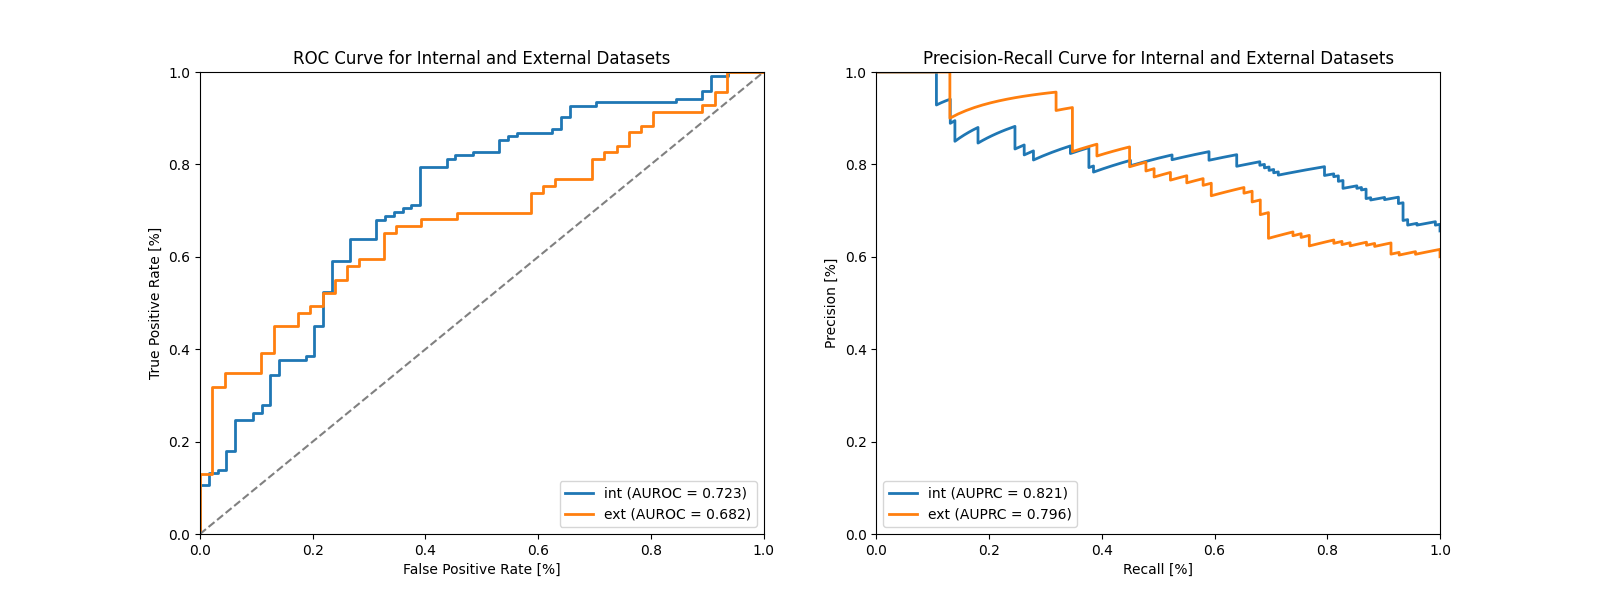 ROC Curve for Internal and External Datasets
1.0
0.8
0.6
0.4
0.2
0.0
True Positive Rate [%]
0.0 0.2 0.4 0.6 0.8 1.0
False Positive Rate [%]
int (AUROC = 0.723)
ext (AUROC = 0.682)
Precision-Recall Curve for Internal and External Datasets
1.0
0.8
0.6
0.4
0.2
0.0
Precision [%]
0.0 0.2 0.4 0.6 0.8 1.0
Recall [%]
int (AUPRC = 0.821)
ext (AUPRC = 0.796)